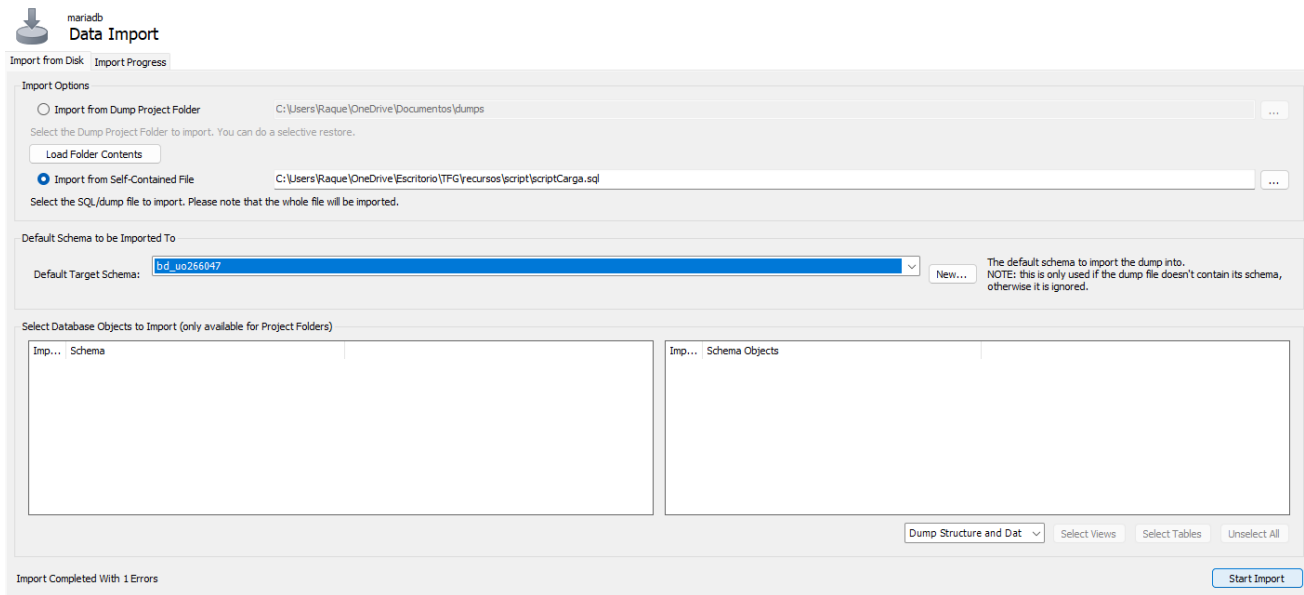 mariadb
Data Import
Import from Disk
Import Progress
Import Options
Import from Dump Project Folder
C:\Users\Raque\OneDrive\Documentos\dumps
...
Select the Dump Project Folder to import. You can do a selective restore.
Load Folder Contents
Import from Self-Contained File
C:\Users\Raque\OneDrive\Escritorio\TFG\recursos\script\scriptCarga.sql
...
Select the SQL/dump file to import. Please note that the whole file will be imported.
Default Schema to be Imported To
Default Target Schema:
bd_uo266047
New...
The default schema to import the dump into.
NOTE: this is only used if the dump file doesn't contain its schema,
otherwise it is ignored.
Select Database Objects to Import (only available for Project Folders)
Imp... Schema
Imp... Schema Objects
Dump Structure and Dat
Select Views
Select Tables
Unselect All
Import Completed With 1 Errors
Start Import